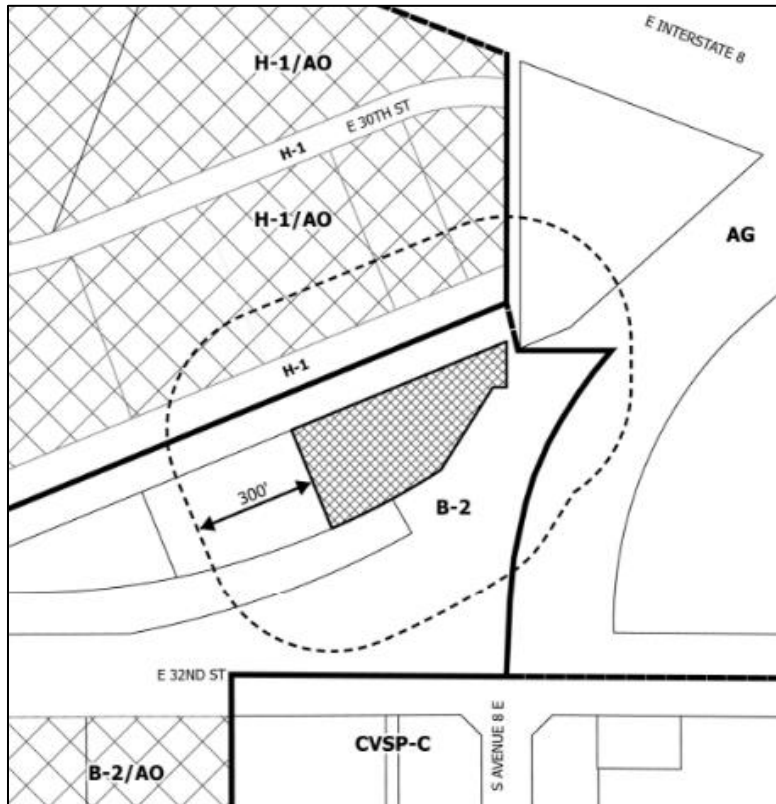 E INTERSTATE 8
H-1/AO
E 30TH ST
H-1
H-1/AO
AG
H-1
300'
B-2
E 32ND ST
S AVENUE 8 E
CVSP-C
B-2/AO